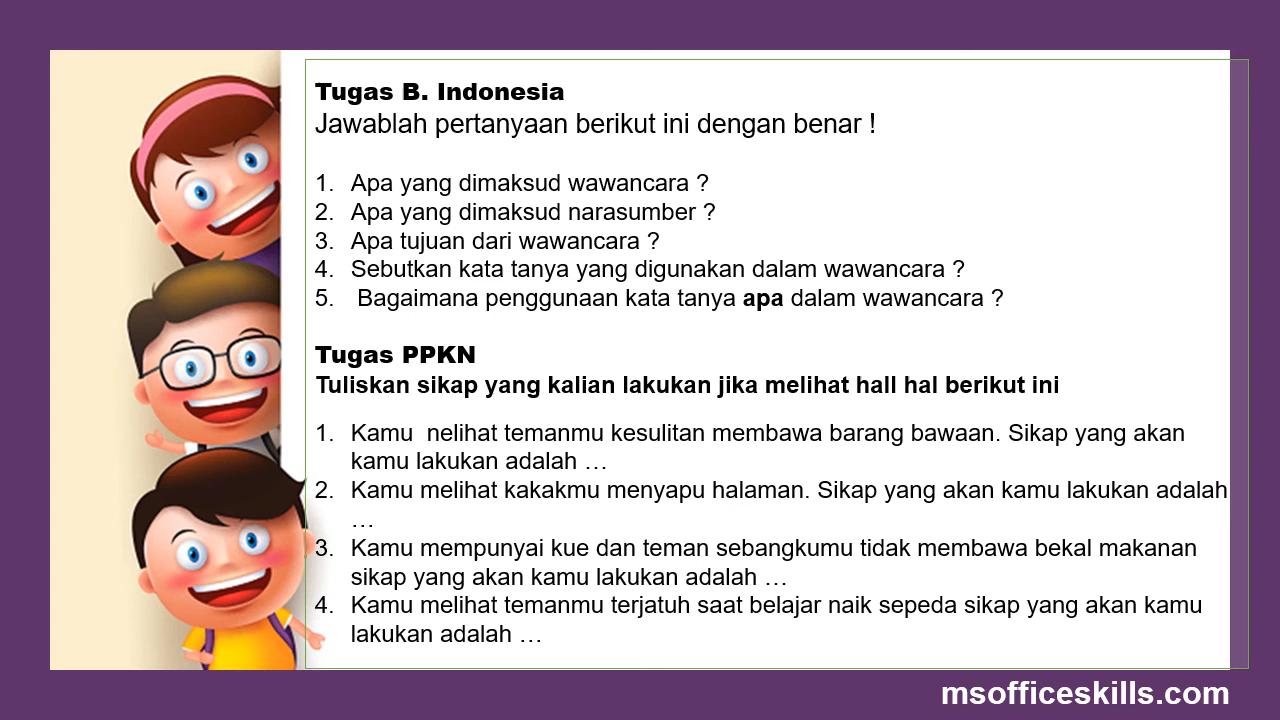 Tugas B. Indonesia
Jawablah pertanyaan berikut ini dengan benar !
1. Apa yang dimaksud wawancara ?
2. Apa yang dimaksud narasumber ?
3. Apa tujuan dari wawancara ?
4. Sebutkan kata tanya yang digunakan dalam wawancara ?
5. Bagaimana penggunaan kata tanya apa dalam wawancara ?
Tugas PPKN
Tuliskan sikap yang kalian lakukan jika melihat hall hal berikut ini
1. Kamu nelihat temanmu kesulitan membawa barang bawaan. Sikap yang akan
kamu lakukan adalah …
2. Kamu melihat kakakmu menyapu halaman. Sikap yang akan kamu lakukan adalah
…
3. Kamu mempunyai kue dan teman sebangkumu tidak membawa bekal makanan
sikap yang akan kamu lakukan adalah …
4. Kamu melihat temanmu terjatuh saat belajar naik sepeda sikap yang akan kamu
lakukan adalah …
msofficeskills.com